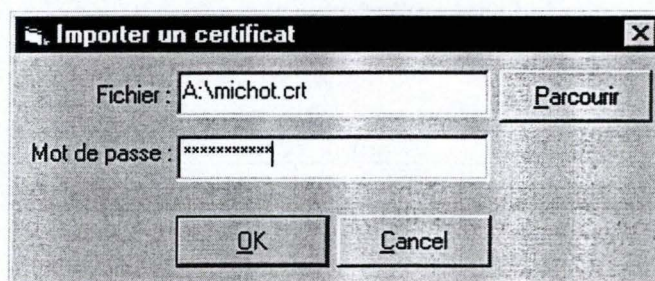 Importer un certificat
Fichier : A:\michot.crt Parcourir
Mot de passe : ***********
OK Cancel